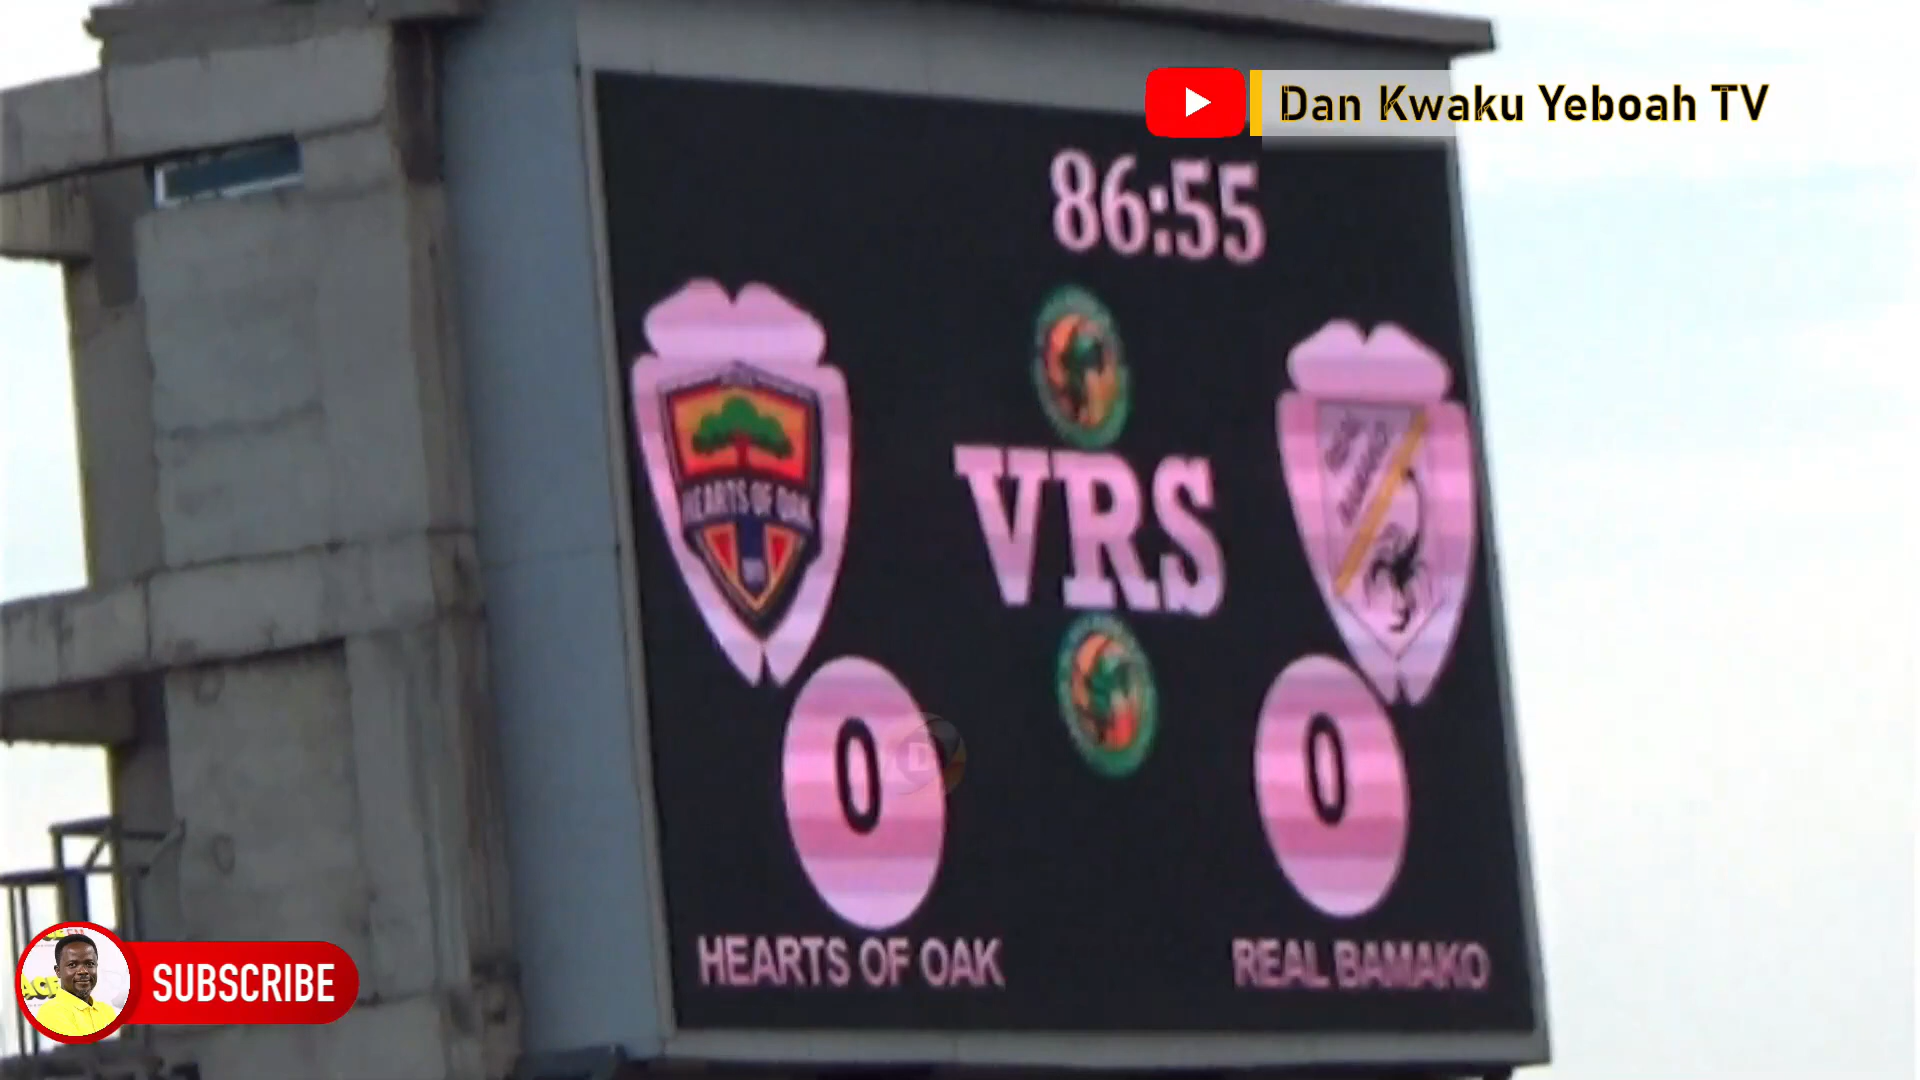 Dan Kwaku Yeboah TV
86:55
HEARTS OF OAK
VRS
0
0
HEARTS OF OAK
REAL BAMAKO
SUBSCRIBE